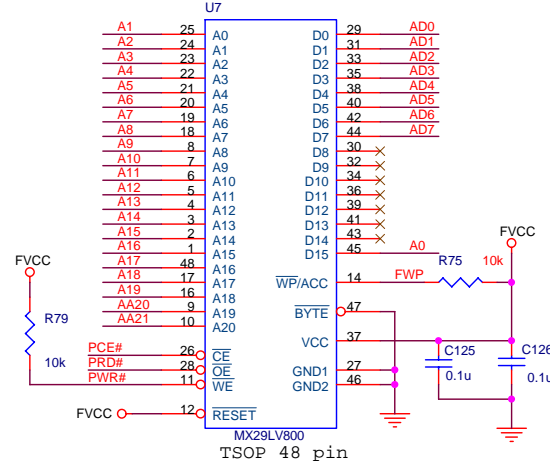 U7
A1 25 A0 D0 29 AD0
A2 24 A1 D1 31 AD1
A3 23 A2 D2 33 AD2
A4 22 A3 D3 35 AD3
A5 21 A4 D4 38 AD4
A6 20 A5 D5 40 AD5
A7 19 A6 D6 42 AD6
A8 18 A7 D7 44 AD7
A9 8 A8 D8 30
A10 7 A9 D9 32
A11 6 A10 D10 34
A12 5 A11 D11 36
A13 4 A12 D12 39
A14 3 A13 D13 41
A15 2 A14 D14 43
A16 1 A15 D15 45 A0 R75 10k FVCC
A17 48 A16
FVCC A18 17 A17 WP/ACC 14 FWP
A19 16 A18
AA20 9 A19 BYTE 47
AA21 10 A20
R79 10k VCC 37 C125 0.1u C126 0.1u
PCE# 26 CE
PRD# 28 OE GND1 27
PWR# 11 WE GND2 46
FVCC 12 RESET
MX29LV800
TSOP 48 pin